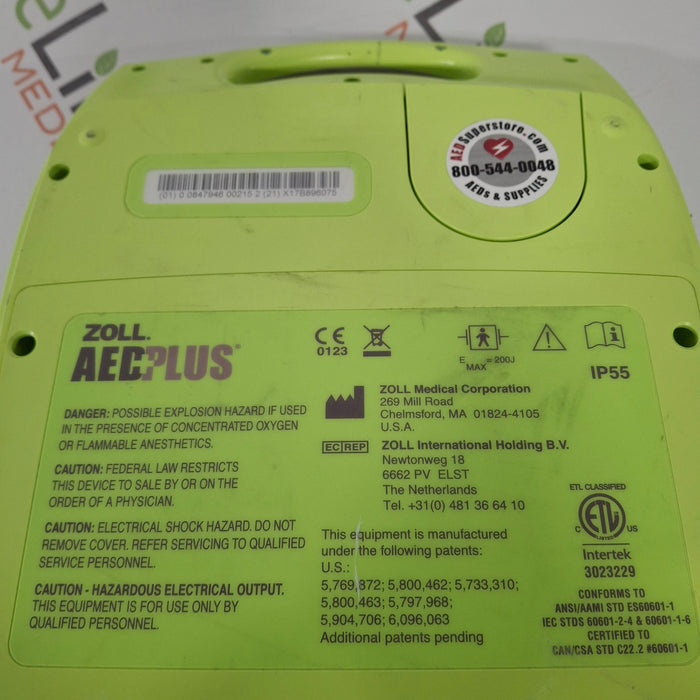 ELI
MEDI
AEDSuperstore.com
800-544-0048
AEDs & SUPPLIES
(01) 0 0847946 00215 2 (21) X17B896075
ZOLL.
AEDPLUS®
CE
0123
E MAX = 200J
IP55
DANGER: POSSIBLE EXPLOSION HAZARD IF USED
IN THE PRESENCE OF CONCENTRATED OXYGEN
OR FLAMMABLE ANESTHETICS.
CAUTION: FEDERAL LAW RESTRICTS
THIS DEVICE TO SALE BY OR ON THE
ORDER OF A PHYSICIAN.
CAUTION: ELECTRICAL SHOCK HAZARD. DO NOT
REMOVE COVER. REFER SERVICING TO QUALIFIED
SERVICE PERSONNEL.
CAUTION - HAZARDOUS ELECTRICAL OUTPUT.
THIS EQUIPMENT IS FOR USE ONLY BY
QUALIFIED PERSONNEL.
ZOLL Medical Corporation
269 Mill Road
Chelmsford, MA 01824-4105
U.S.A.
EC REP
ZOLL International Holding B.V.
Newtonweg 18
6662 PV ELST
The Netherlands
Tel. +31(0) 481 36 64 10
This equipment is manufactured
under the following patents:
U.S.:
5,769,872; 5,800,462; 5,733,310;
5,800,463; 5,797,968;
5,904,706; 6,096,063
Additional patents pending
ETL CLASSIFIED
C ETL US
LISTED
Intertek
3023229
CONFORMS TO
ANSI/AAMI STD ES60601-1
IEC STDS 60601-2-4 & 60601-1-6
CERTIFIED TO
CAN/CSA STD C22.2 #60601-1